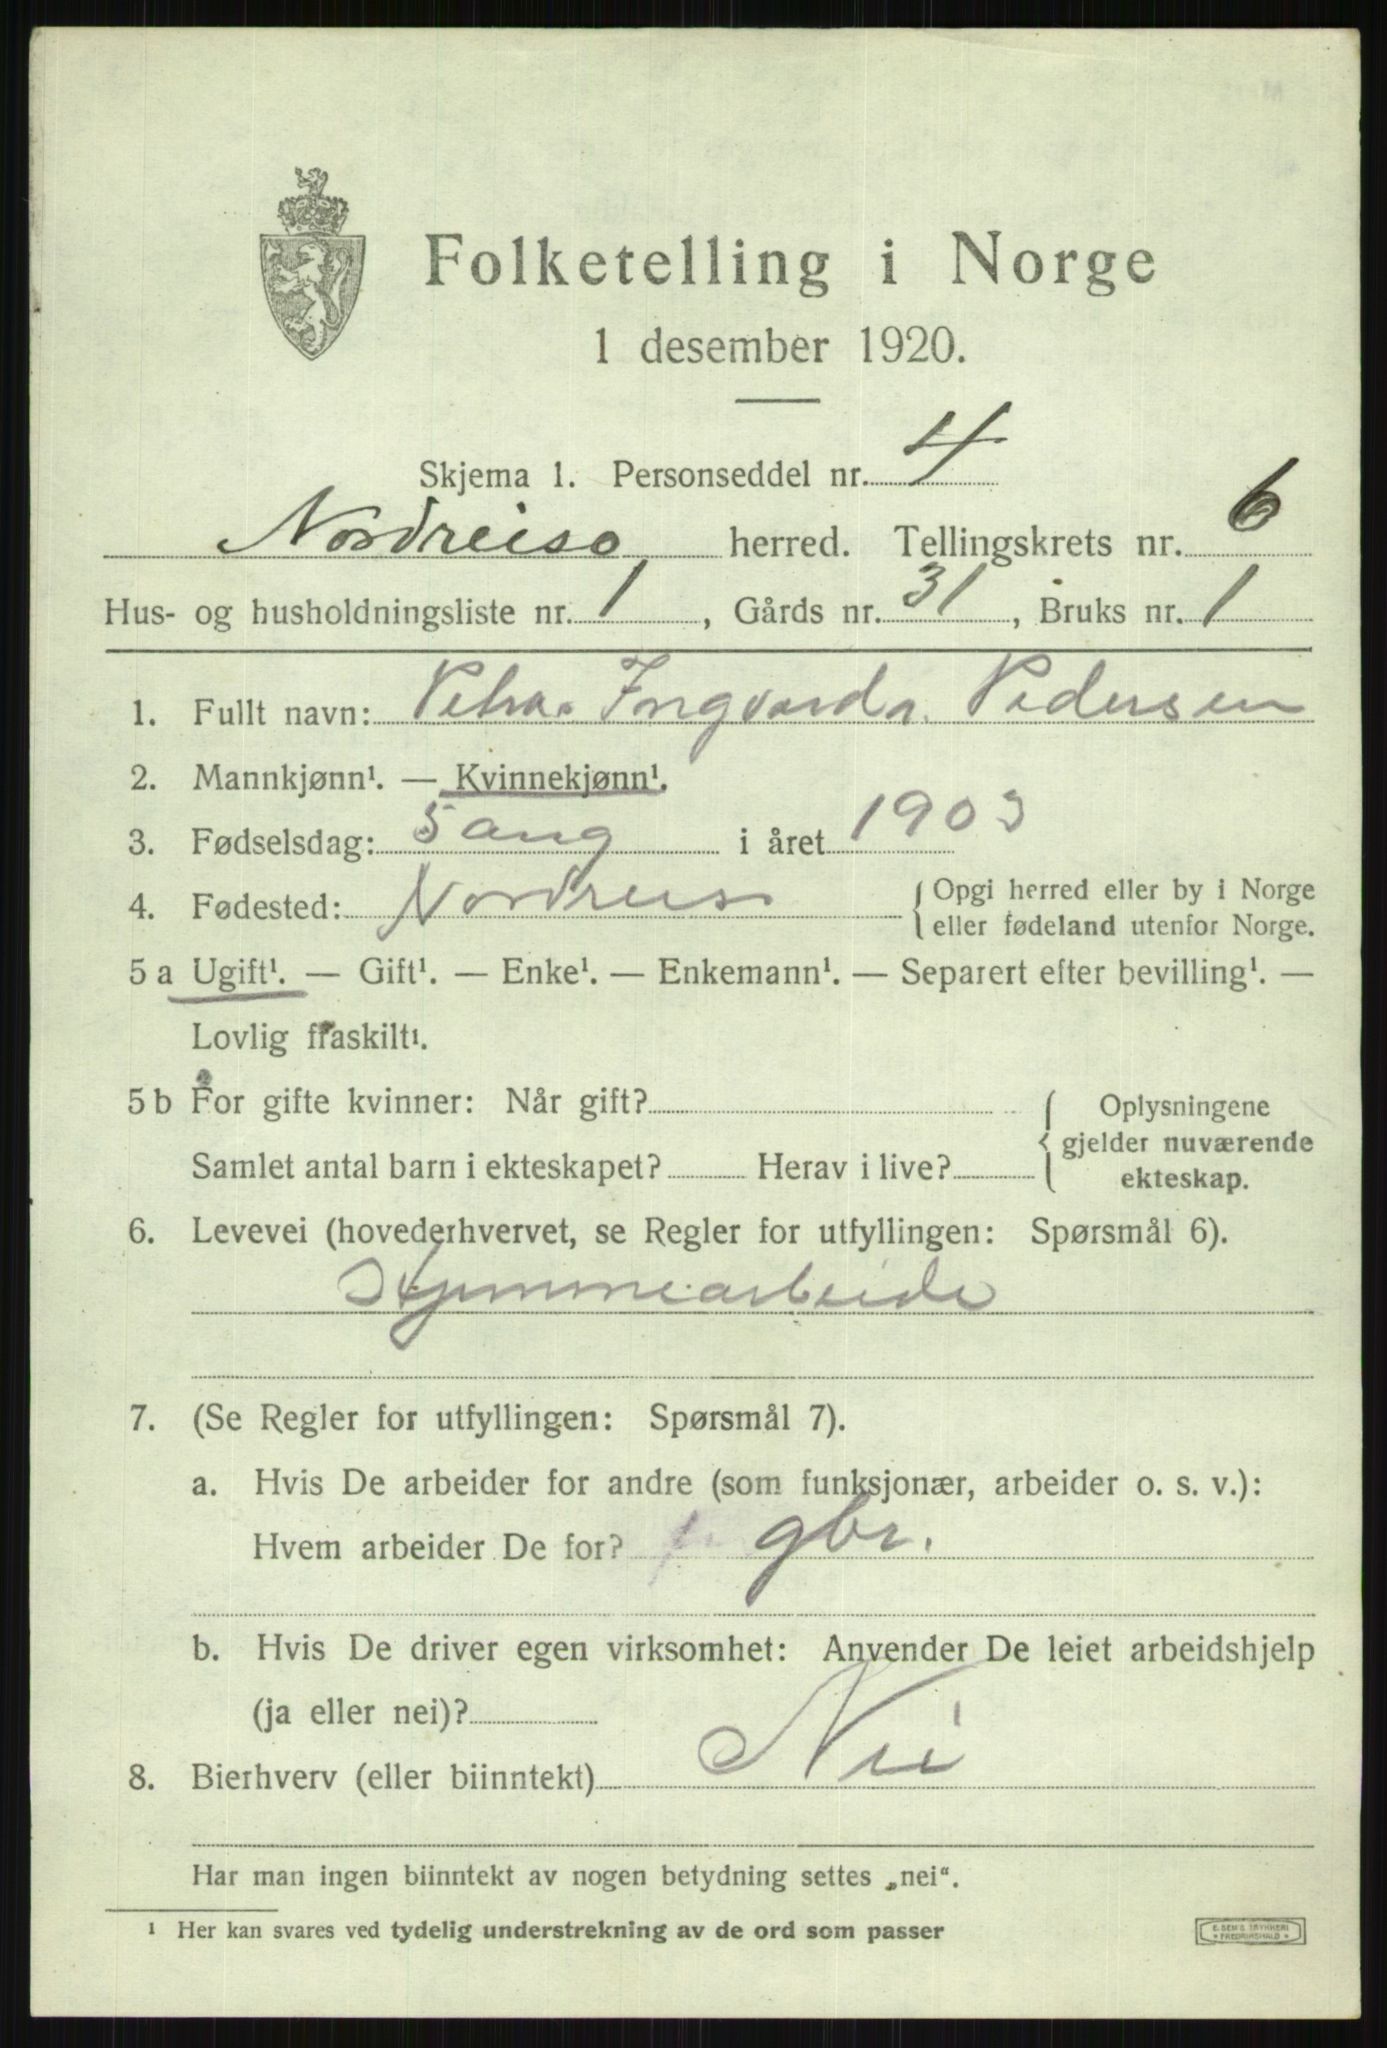 Folketelling i Norge
1 desember 1920.
Skjema 1. Personseddel nr. 4
Nordreisa herred. Tellingskrets nr. 6
Hus- og husholdningsliste nr. 1, Gårds nr. 31, Bruks nr. 1
1. Fullt navn: Petra Ingvarda Pedersen
2. Mannkjønn¹. — Kvinnekjønn¹.
3. Fødselsdag: 5 aug i året 1903
4. Fødested: Nordreisa { Opgi herred eller by i Norge
eller fødeland utenfor Norge.
5 a Ugift¹. — Gift¹. — Enke¹. — Enkemann¹. — Separert efter bevilling¹. —
Lovlig fraskilt¹.
5 b For gifte kvinner: Når gift? { Oplysningene
gjelder nuværende
Samlet antal barn i ekteskapet? Herav i live? ekteskap.
6. Levevei (hovederhvervet, se Regler for utfyllingen: Spørsmål 6).
Hjemmearbeide
7. (Se Regler for utfyllingen: Spørsmål 7).
a. Hvis De arbeider for andre (som funksjonær, arbeider o. s. v.):
Hvem arbeider De for? gbr.
b. Hvis De driver egen virksomhet: Anvender De leiet arbeidshjelp
(ja eller nei)?
8. Bierhverv (eller biinntekt) Nei
Har man ingen biinntekt av nogen betydning settes „nei“.
¹ Her kan svares ved tydelig understrekning av de ord som passer
E. SEM'S TRYKKERI
* FREDRIKSHALD *